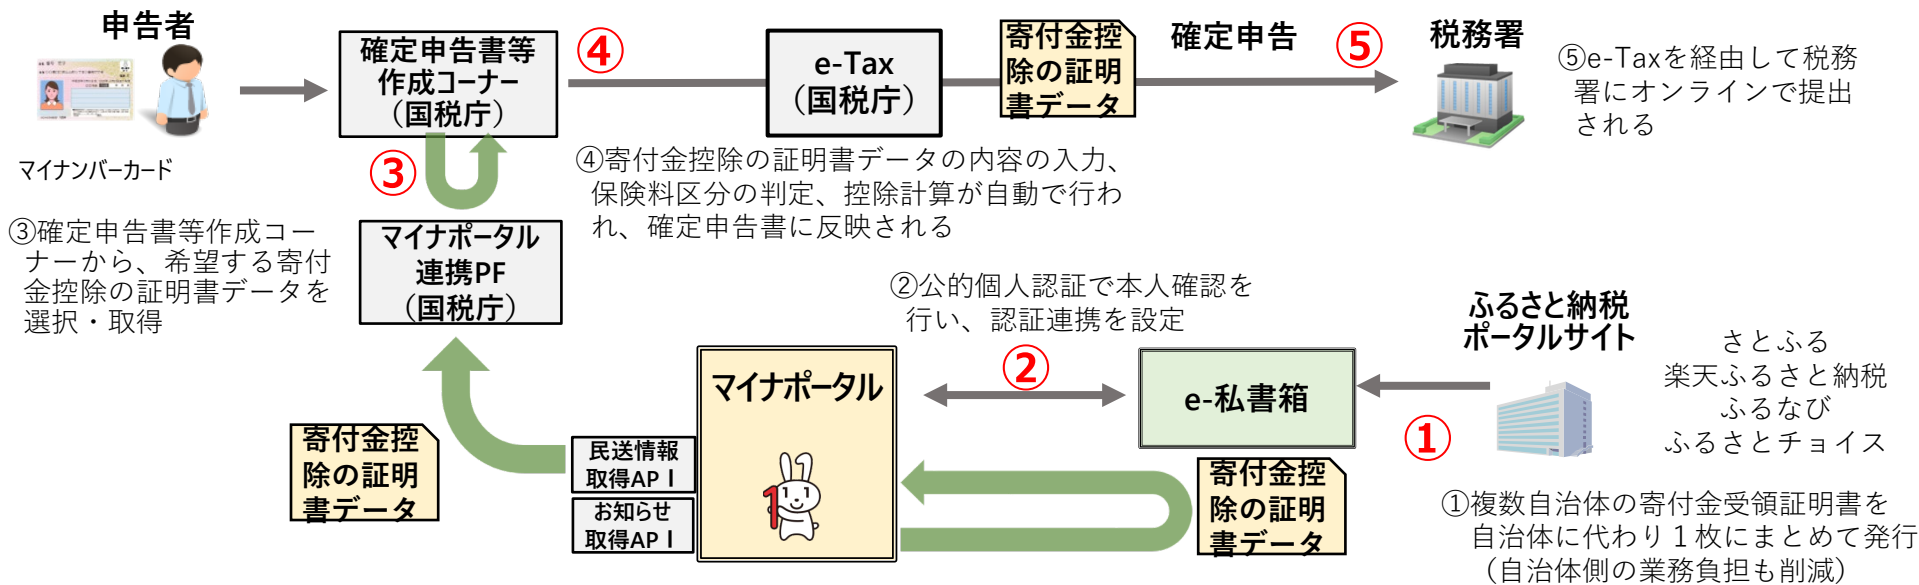 申告者
マイナンバーカード
確定申告書等
作成コーナー
（国税庁）
④
e-Tax
（国税庁）
寄付金控
除の証明
書データ
確定申告
⑤
税務署
⑤e-Taxを経由して税務
署にオンラインで提出
される
③
④寄付金控除の証明書データの内容の入力、
保険料区分の判定、控除計算が自動で行わ
れ、確定申告書に反映される
③確定申告書等作成コー
ナーから、希望する寄付
金控除の証明書データを
選択・取得
マイナポータル
連携PF
（国税庁）
②公的個人認証で本人確認を
行い、認証連携を設定
②
マイナポータル
e-私書箱
ふるさと納税
ポータルサイト
さとふる
楽天ふるさと納税
ふるなび
ふるさとチョイス
①
寄付金控
除の証明
書データ
民送情報
取得APＩ
お知らせ
取得APＩ
寄付金控
除の証明
書データ
①複数自治体の寄付金受領証明書を
自治体に代わり１枚にまとめて発行
（自治体側の業務負担も削減）